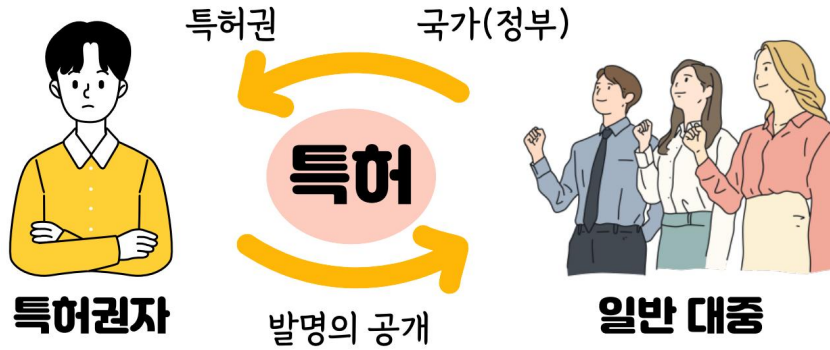 특허권
국가(정부)
특허
특허권자
발명의 공개
일반 대중